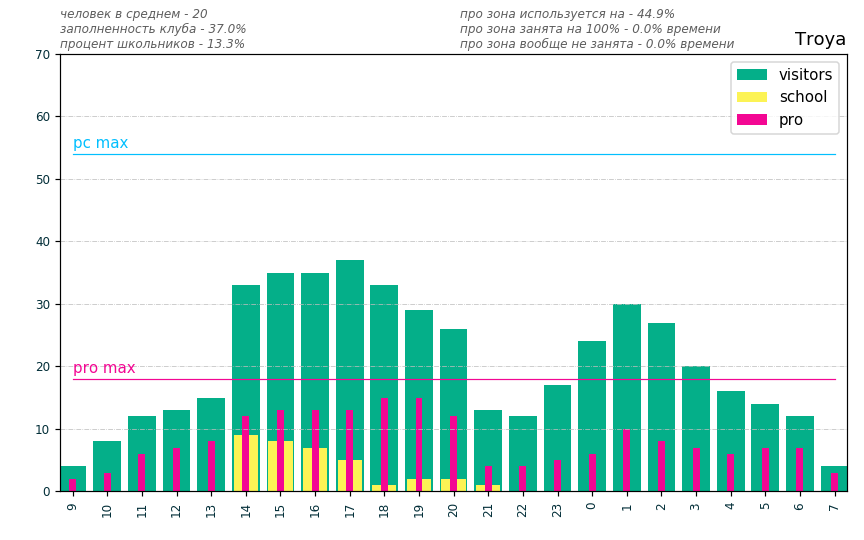 человек в среднем - 20
заполненность клуба - 37.0%
процент школьников - 13.3%
про зона используется на - 44.9%
про зона занята на 100% - 0.0% времени
про зона вообще не занята - 0.0% времени
Troya
visitors
school
pro
pc max
pro max
70
60
50
40
30
20
10
0
9 10 11 12 13 14 15 16 17 18 19 20 21 22 23 0 1 2 3 4 5 6 7